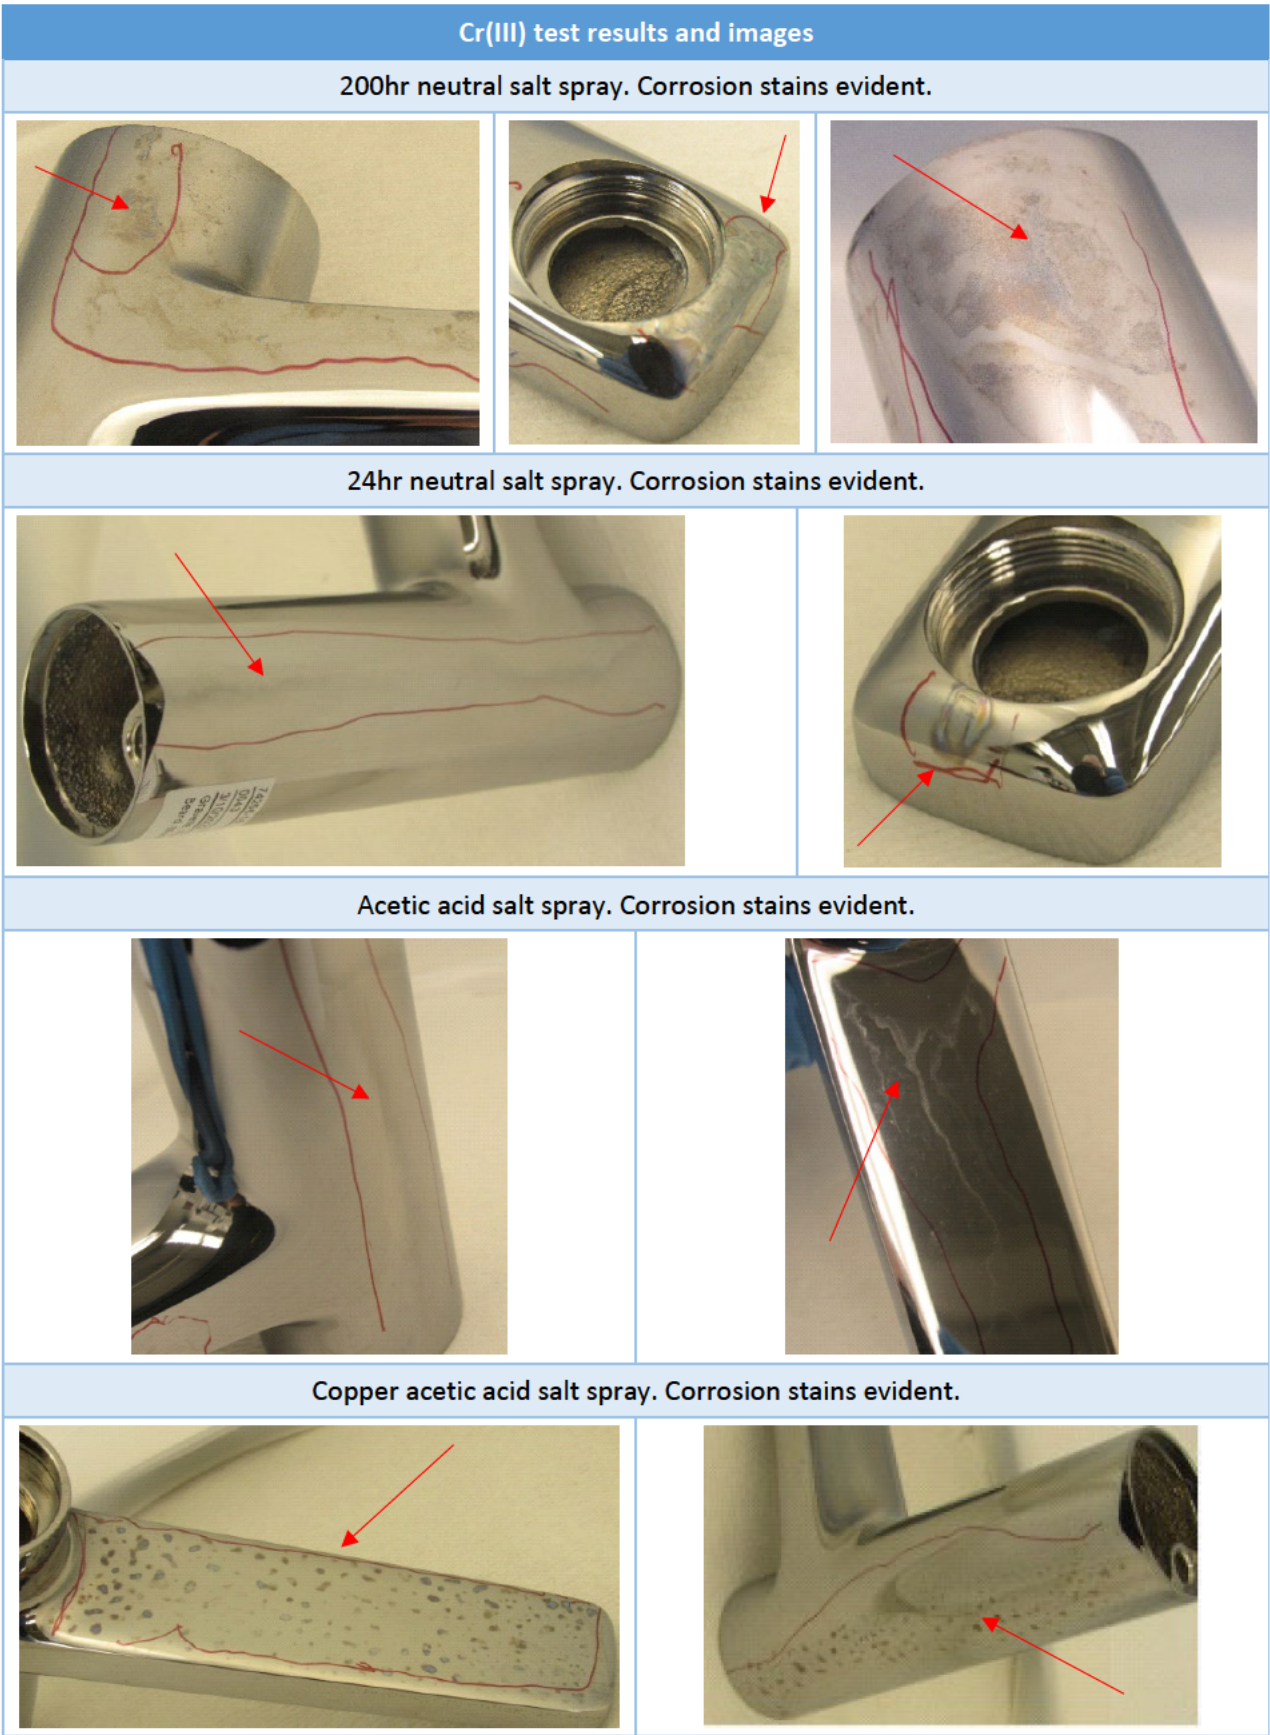 Cr(III) test results and images
200hr neutral salt spray. Corrosion stains evident.
24hr neutral salt spray. Corrosion stains evident.
Acetic acid salt spray. Corrosion stains evident.
Copper acetic acid salt spray. Corrosion stains evident.